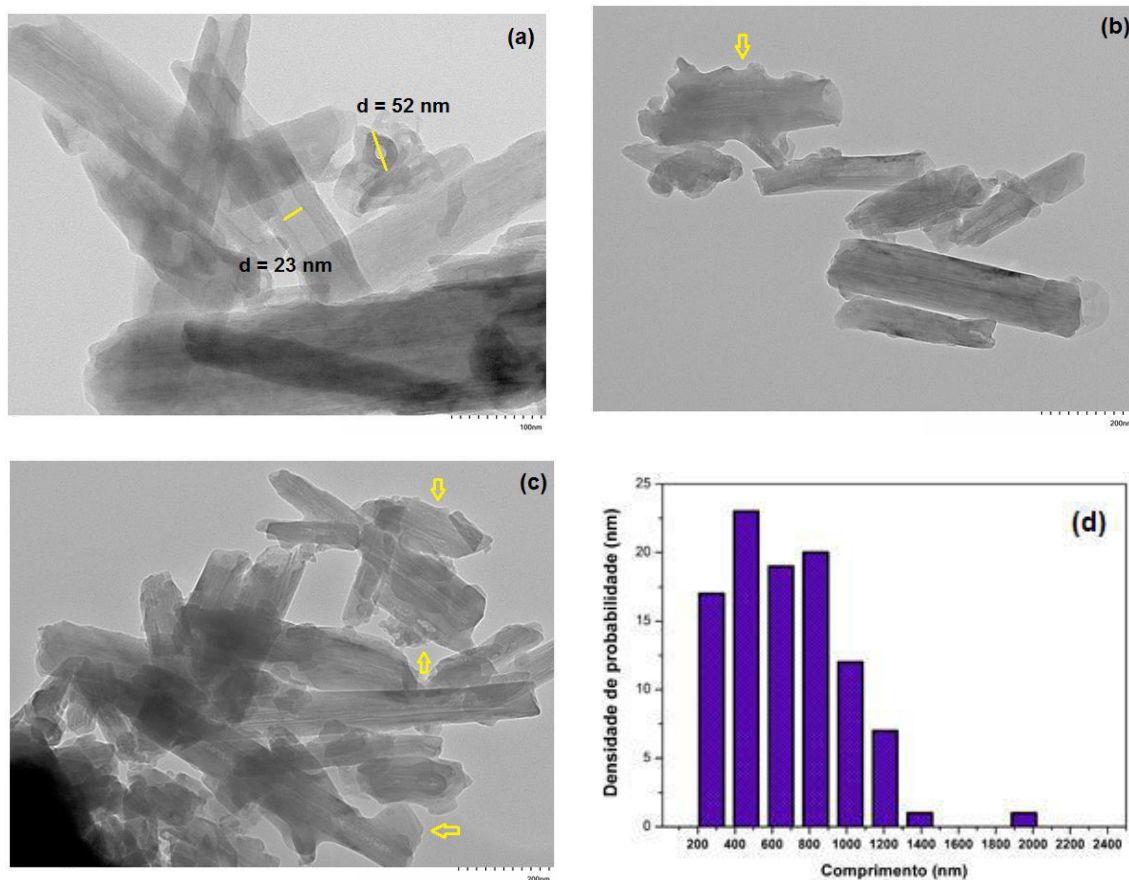 (a)
d = 52 nm
d = 23 nm
100nm
(b)
200nm
(c)
200nm
(d)
Densidade de probabilidade (nm)
25
20
15
10
5
0
200 400 600 800 1000 1200 1400 1600 1800 2000 2200 2400
Comprimento (nm)